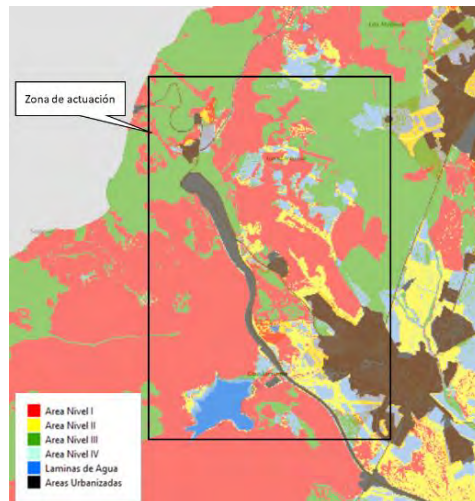 Zona de actuación
Area Nivel I
Area Nivel II
Area Nivel III
Area Nivel IV
Laminas de Agua
Areas Urbanizadas